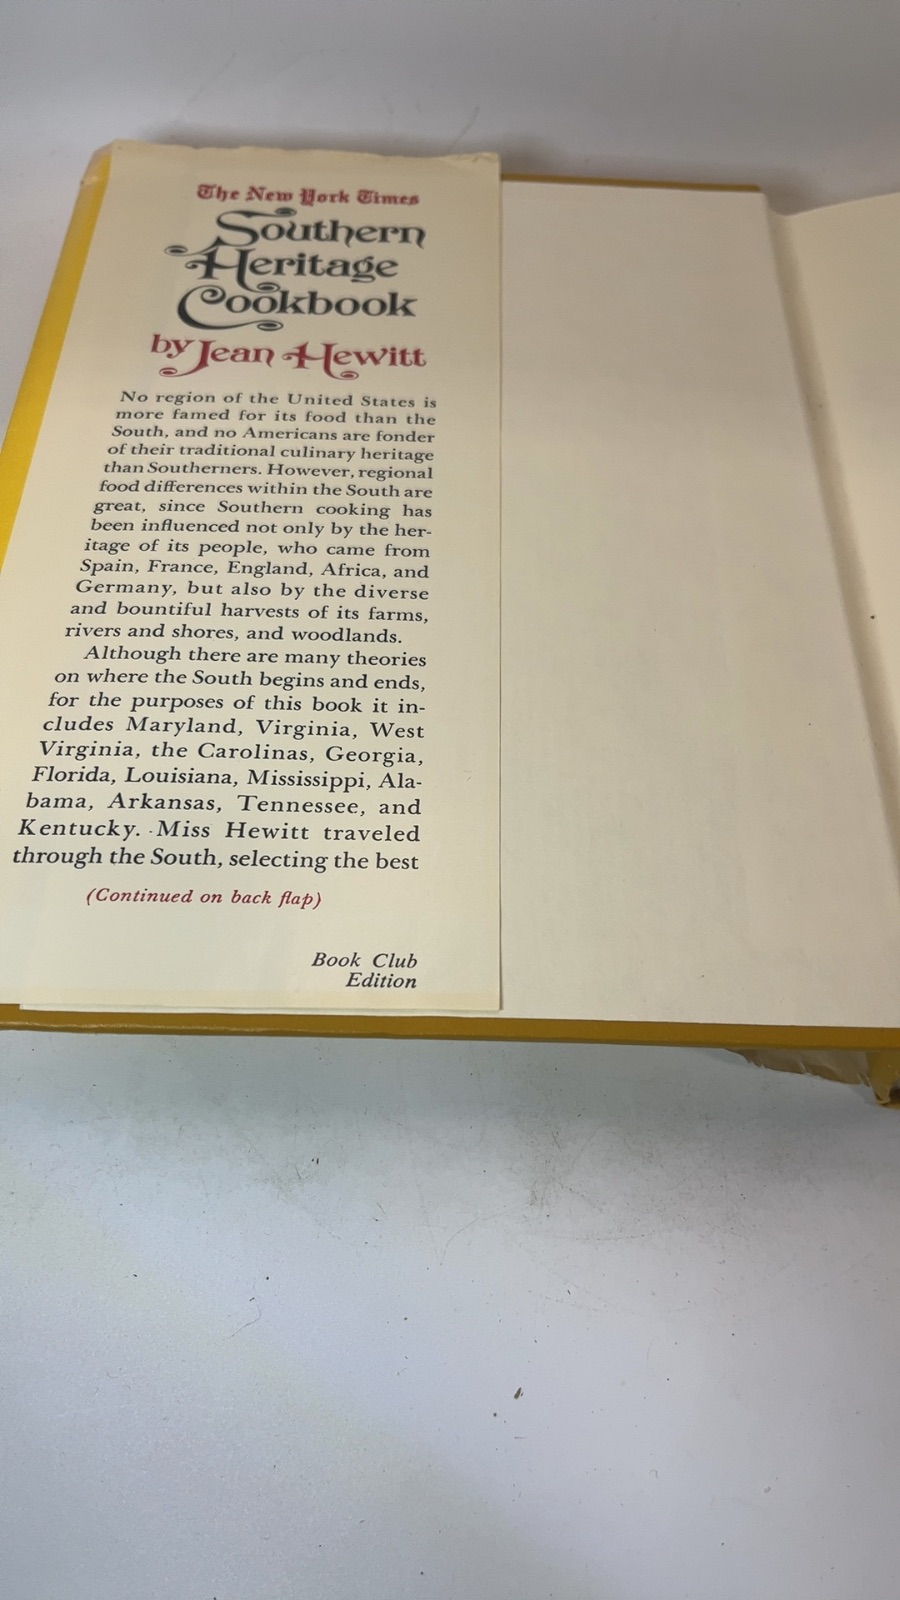 The New York Times
Southern
Heritage
Cookbook
by Jean Hewitt
No region of the United States is
more famed for its food than the
South, and no Americans are fonder
of their traditional culinary heritage
than Southerners. However, regional
food differences within the South are
great, since Southern cooking has
been influenced not only by the her-
itage of its people, who came from
Spain, France, England, Africa, and
Germany, but also by the diverse
and bountiful harvests of its farms,
rivers and shores, and woodlands.
Although there are many theories
on where the South begins and ends,
for the purposes of this book it in-
cludes Maryland, Virginia, West
Virginia, the Carolinas, Georgia,
Florida, Louisiana, Mississippi, Ala-
bama, Arkansas, Tennessee, and
Kentucky. Miss Hewitt traveled
through the South, selecting the best
(Continued on back flap)
Book Club
Edition